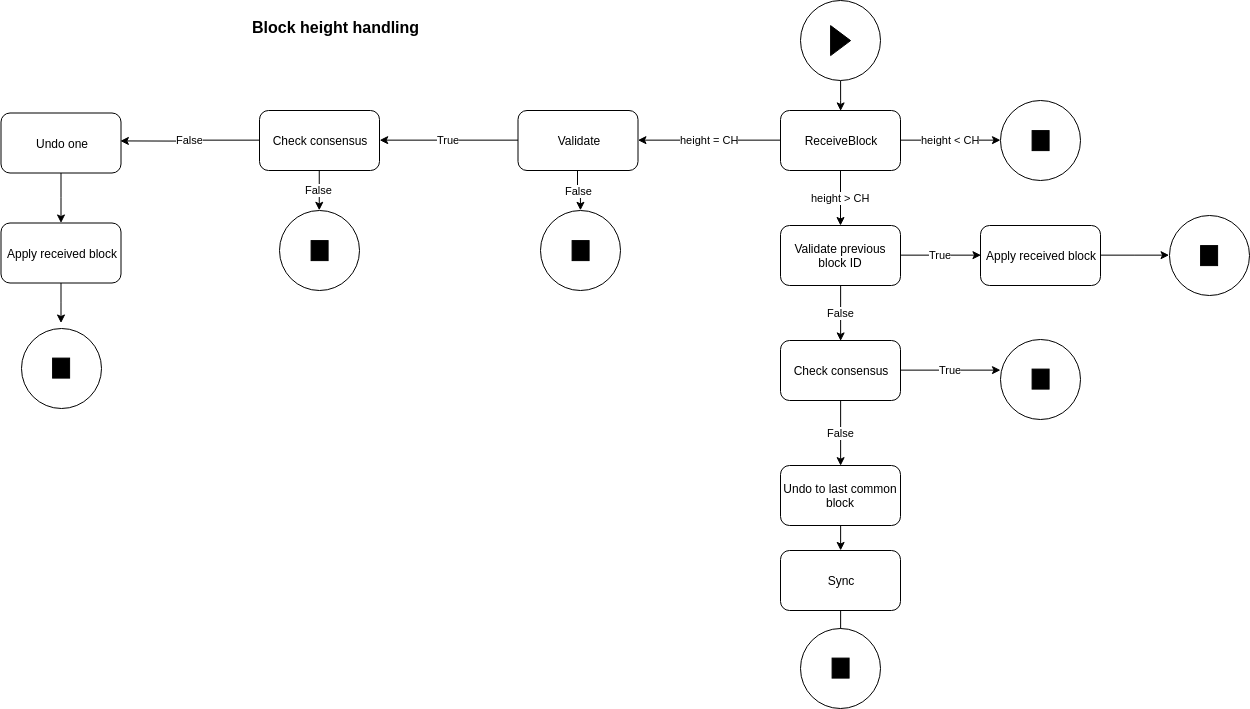 Block height handling
Undo one
False
Check consensus
True
Validate
height = CH
ReceiveBlock
height < CH
False
False
height > CH
Apply received block
Validate previous
block ID
True
Apply received block
False
Check consensus
True
False
Undo to last common
block
Sync